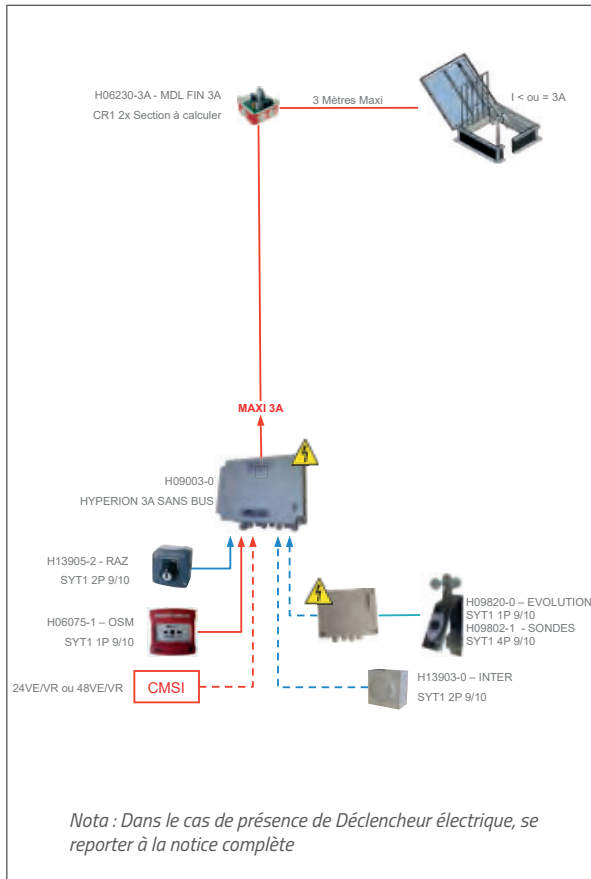 H06230-3A - MDL FIN 3A
CR1 2x Section à calculer
3 Mètres Maxi
I < ou = 3A
MAXI 3A
H09003-0
HYPERION 3A SANS BUS
H13905-2 - RAZ
SYT1 2P 9/10
H06075-1 – OSM
SYT1 1P 9/10
H09820-0 – EVOLUTION
SYT1 1P 9/10
H09802-1 - SONDES
SYT1 4P 9/10
24VE/VR ou 48VE/VR
CMSI
H13903-0 – INTER
SYT1 2P 9/10
Nota : Dans le cas de présence de Déclencheur électrique, se
reporter à la notice complète